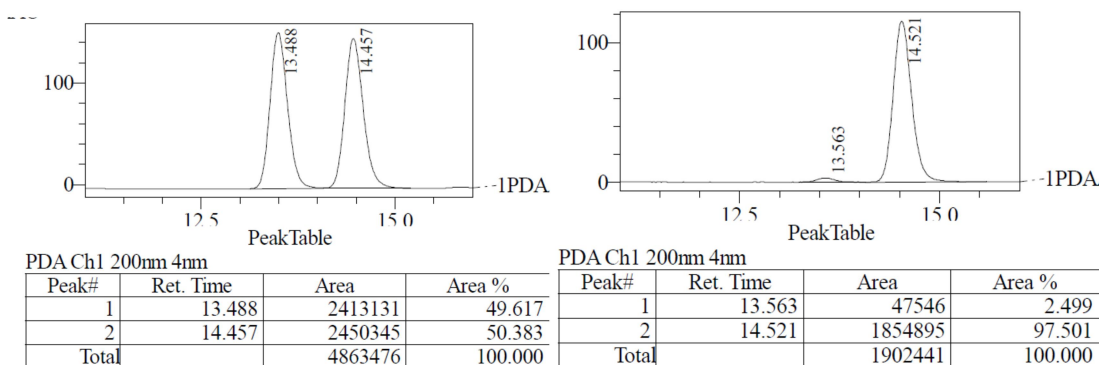 100
0
13.488
14.457
12.5 15.0
1PDA
PeakTable
PDA Ch1 200nm 4nm
Peak# Ret. Time Area Area %
1 13.488 2413131 49.617
2 14.457 2450345 50.383
Total 4863476 100.000
100
0
13.563
14.521
12.5 15.0
1PDA
PeakTable
PDA Ch1 200nm 4nm
Peak# Ret. Time Area Area %
1 13.563 47546 2.499
2 14.521 1854895 97.501
Total 1902441 100.000